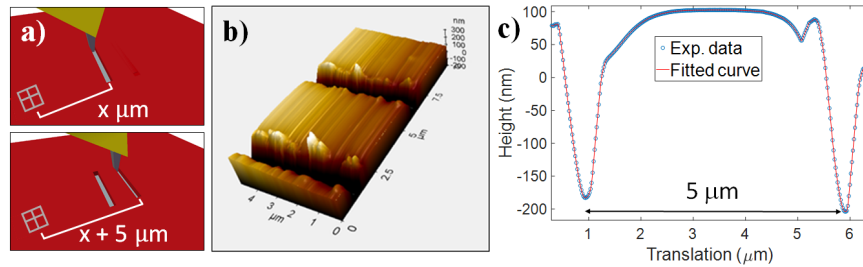 a)
x μm
x + 5 μm
b)
nm
300
200
100
0
-200
7.5
5
μm
2.5
0
4
3
2
1
0
μm
c)
100
50
0
-50
-100
-150
-200
Height (nm)
Exp. data
Fitted curve
5 μm
1
2
3
4
5
6
Translation (μm)